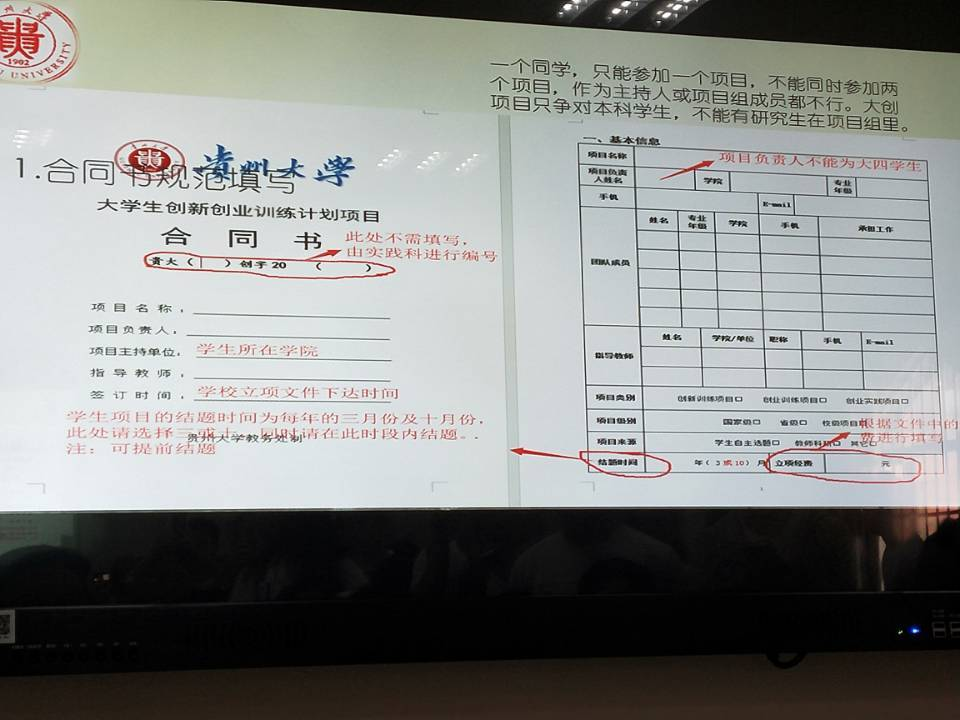 贵
1902
UNIVERSITY
一个同学，只能参加一个项目，不能同时参加两
个项目，作为主持人或项目组成员都不行。大创
项目只争对本科学生，不能有研究生在项目组里。
1.合同书规范填写
贵州大学
大学生创新创业训练计划项目
合 同 书
此处不需填写，
由实践科进行编号
贵大（ ）创字20 （ ）
项 目 名 称，
项目负责人，
项目主持单位： 学生所在学院
指 导 教 师，
签 订 时 间， 学校立项文件下达时间
学生项目的结题时间为每年的三月份及十月份，
此处请选择三或十，同时请在此时段内结题。.
贵州大学教务处制
注：可提前结题
一、基本信息
项目名称
项目负责人不能为大四学生
项目负责人姓名 学院 专业年级
手机 E-mail
团队成员 姓名 专业年级 学院 手机 承担工作
指导教师 姓名 学院/单位 职称 手机 E-mail
项目类别 创新训练项目□ 创业训练项目□ 创业实践项目□
项目级别 国家级□ 省级□ 校级项目
根据文件中的
项目来源 学生自主选题□ 教师科研 其它□
费进行填写
结题时间 年（3或10）月 立项经费 元
1